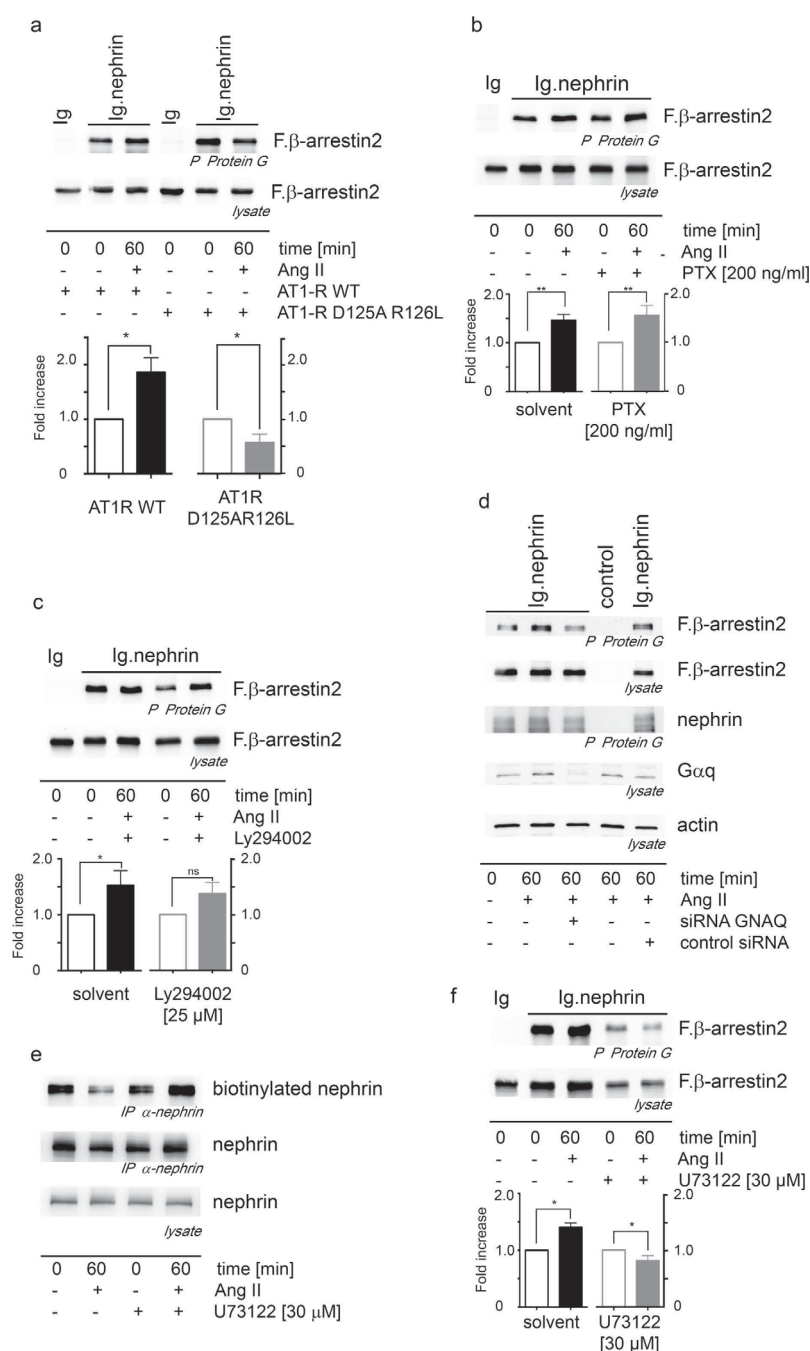 a
Ig
Ig.nephrin
Ig
Ig.nephrin
F.β-arrestin2
P Protein G
F.β-arrestin2
lysate
0 0 60 0 0 60 time [min]
- - + - - + Ang II
+ + + - - - AT1-R WT
- - - + + + AT1-R D125A R126L
Fold increase
2.0
1.0
0
*
*
2.0
1.0
0
AT1R WT
AT1R
D125AR126L
b
Ig
Ig.nephrin
F.β-arrestin2
P Protein G
F.β-arrestin2
lysate
0 0 60 0 60 time [min]
- - + - + Ang II -
- - - + + PTX [200 ng/ml]
Fold increase
2.0
1.0
0
**
**
2.0
1.0
0
solvent
PTX
[200 ng/ml]
c
Ig
Ig.nephrin
F.β-arrestin2
P Protein G
F.β-arrestin2
lysate
0 0 60 0 60 time [min]
- - + - + Ang II
- - + - + Ly294002
Fold increase
2.0
1.0
0
*
ns
2.0
1.0
0
solvent
Ly294002
[25 µM]
d
Ig.nephrin
control
Ig.nephrin
F.β-arrestin2
P Protein G
F.β-arrestin2
lysate
nephrin
P Protein G
Gαq
lysate
actin
lysate
0 60 60 60 60 time [min]
- + + + + Ang II
- - + - - siRNA GNAQ
- - - - + control siRNA
e
biotinylated nephrin
IP α-nephrin
nephrin
IP α-nephrin
nephrin
lysate
0 60 0 60 time [min]
- + - + Ang II
- - + + U73122 [30 µM]
f
Ig
Ig.nephrin
F.β-arrestin2
P Protein G
F.β-arrestin2
lysate
0 0 60 0 60 time [min]
- - + - + Ang II
- - - + + U73122 [30 µM]
Fold increase
2.0
1.0
0
*
*
2.0
1.0
0
solvent
U73122
[30 µM]